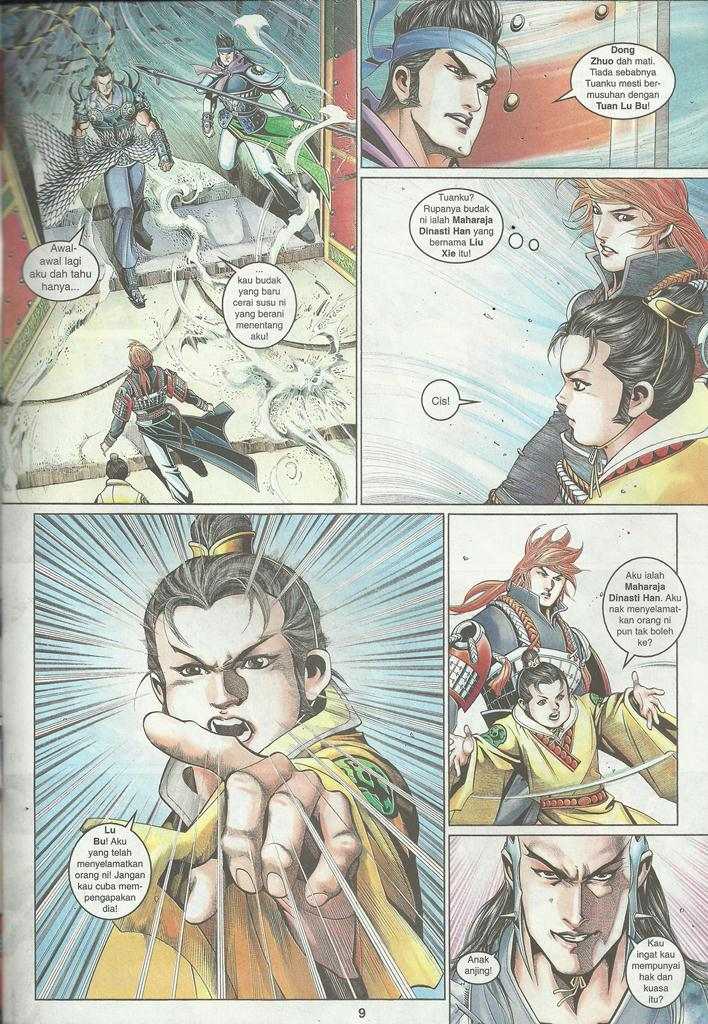 Awal-
awal lagi
aku dah tahu
hanya...
kau budak
yang baru
cerai susu ni
yang berani
menentang
aku!
Dong
Zhuo dah mati.
Tiada sebabnya
Tuanku mesti ber-
musuhan dengan
Tuan Lu Bu!
Tuanku?
Rupanya budak
ni ialah Maharaja
Dinasti Han yang
bernama Liu
Xie itu!
Cis!
Lu
Bu! Aku
yang telah
menyelamatkan
orang ni! Jangan
kau cuba mem-
pengapakan
dia!
Aku ialah
Maharaja
Dinasti Han. Aku
nak menyelamat-
kan orang ni
pun tak boleh
ke?
Anak
anjing!
Kau
ingat kau
mempunyai
hak dan
kuasa
itu?
9